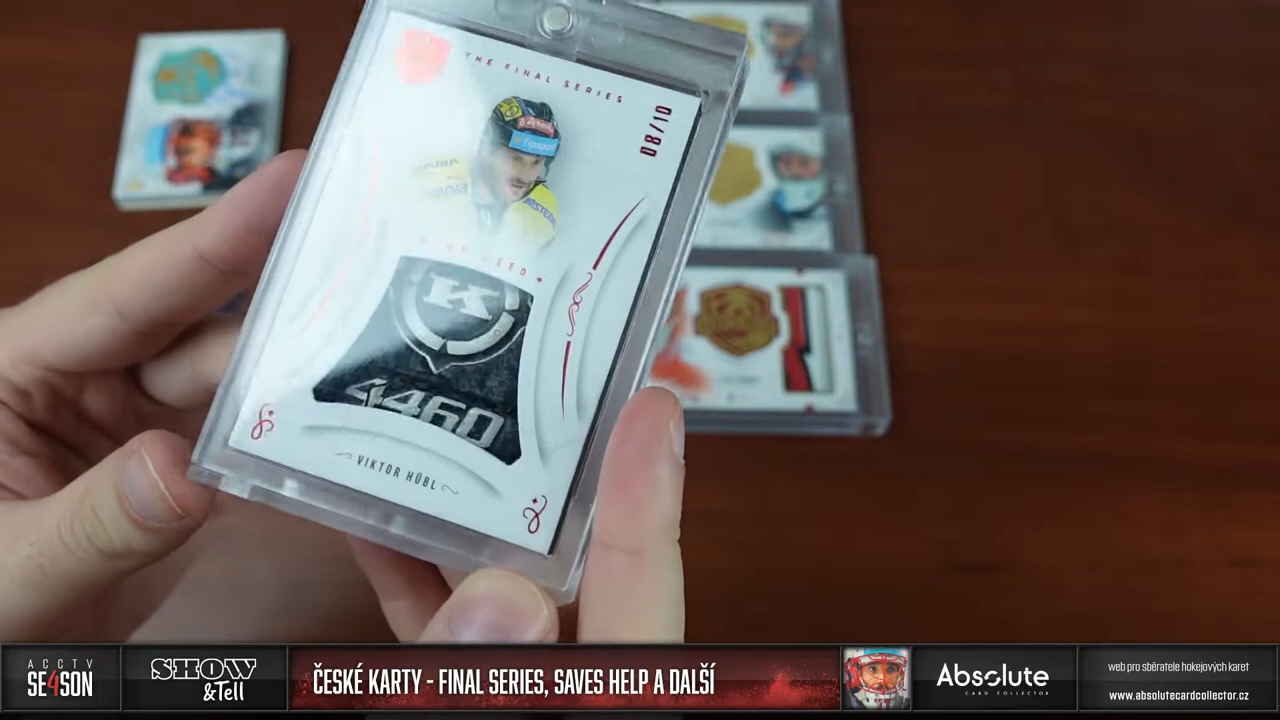 THE FINAL SERIES
08/10
Tipsport
K
4460
VIKTOR HÜBL
ACCTV
SE4SON
SHOW
&Tell
ČESKÉ KARTY - FINAL SERIES, SAVES HELP A DALŠÍ
Absolute
CARD COLLECTOR
web pro sběratele hokejových karet
www.absolutecardcollector.cz